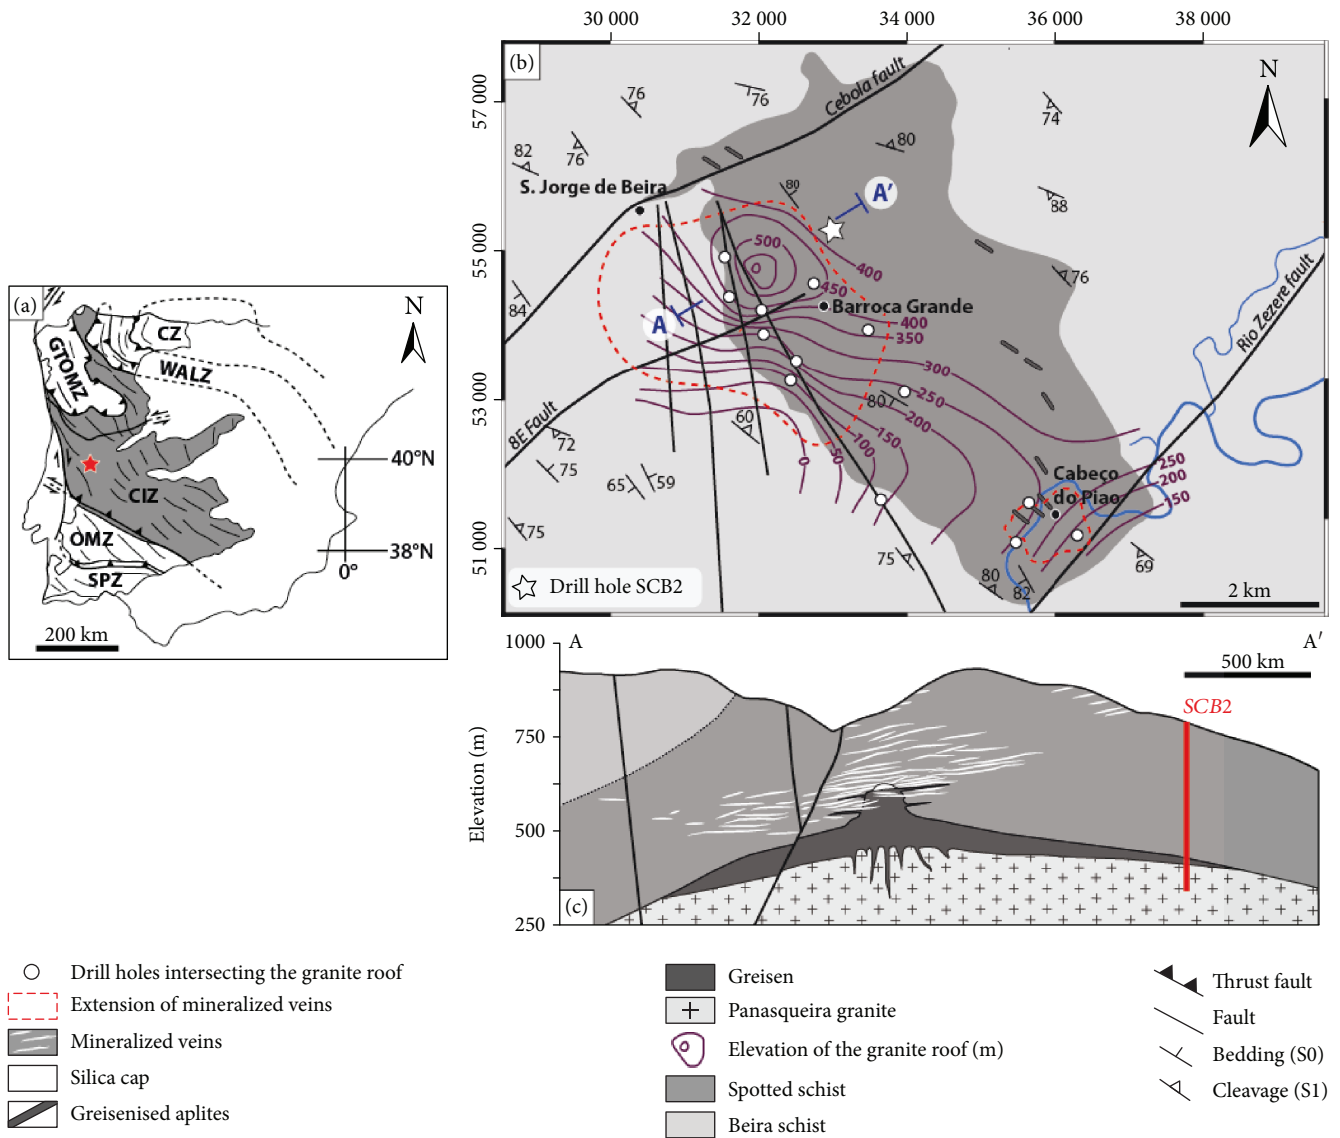 30 000
32 000
34 000
36 000
38 000
(b)
57 000
55 000
53 000
51 000
N
76
76
Cebola fault
74
82
76
80
S. Jorge de Beira
80
A'
88
500
400
76
84
450
Barroca Grande
A
400
350
Rio Zezere fault
300
80
250
8E Fault
60
200
72
150
75
100
65
59
50
0
Cabeço
do Piao
250
200
150
75
75
69
80
82
Drill hole SCB2
2 km
(a)
N
CZ
GTOMZ
WALZ
40°N
CIZ
OMZ
38°N
SPZ
0°
200 km
A
A′
1000
750
500
250
Elevation (m)
500 km
SCB2
(c)
Drill holes intersecting the granite roof
Extension of mineralized veins
Mineralized veins
Silica cap
Greisenised aplites
Greisen
Panasqueira granite
Elevation of the granite roof (m)
Spotted schist
Beira schist
Thrust fault
Fault
Bedding (S0)
Cleavage (S1)